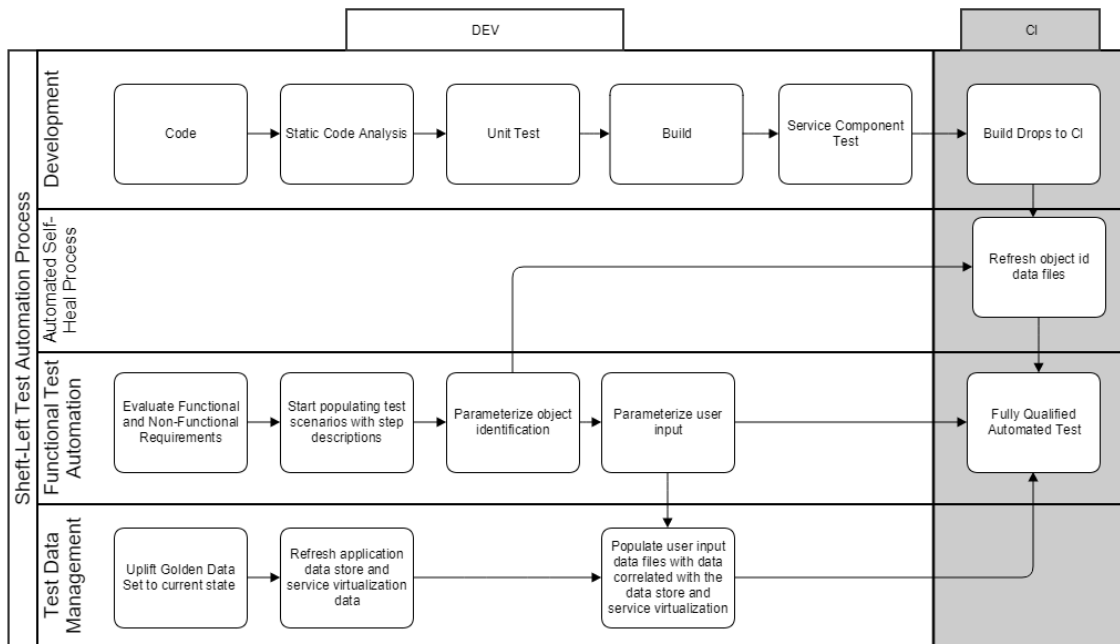 DEV
CI
Sheft-Left Test Automation Process
Development
Code
Static Code Analysis
Unit Test
Build
Service Component
Test
Build Drops to CI
Automated Self-
Heal Process
Refresh object id
data files
Functional Test
Automation
Evaluate Functional
and Non-Functional
Requirements
Start populating test
scenarios with step
descriptions
Parameterize object
identification
Parameterize user
input
Fully Qualified
Automated Test
Test Data
Management
Uplift Golden Data
Set to current state
Refresh application
data store and
service virtualization
data
Populate user input
data files with data
correlated with the
data store and
service virtualization